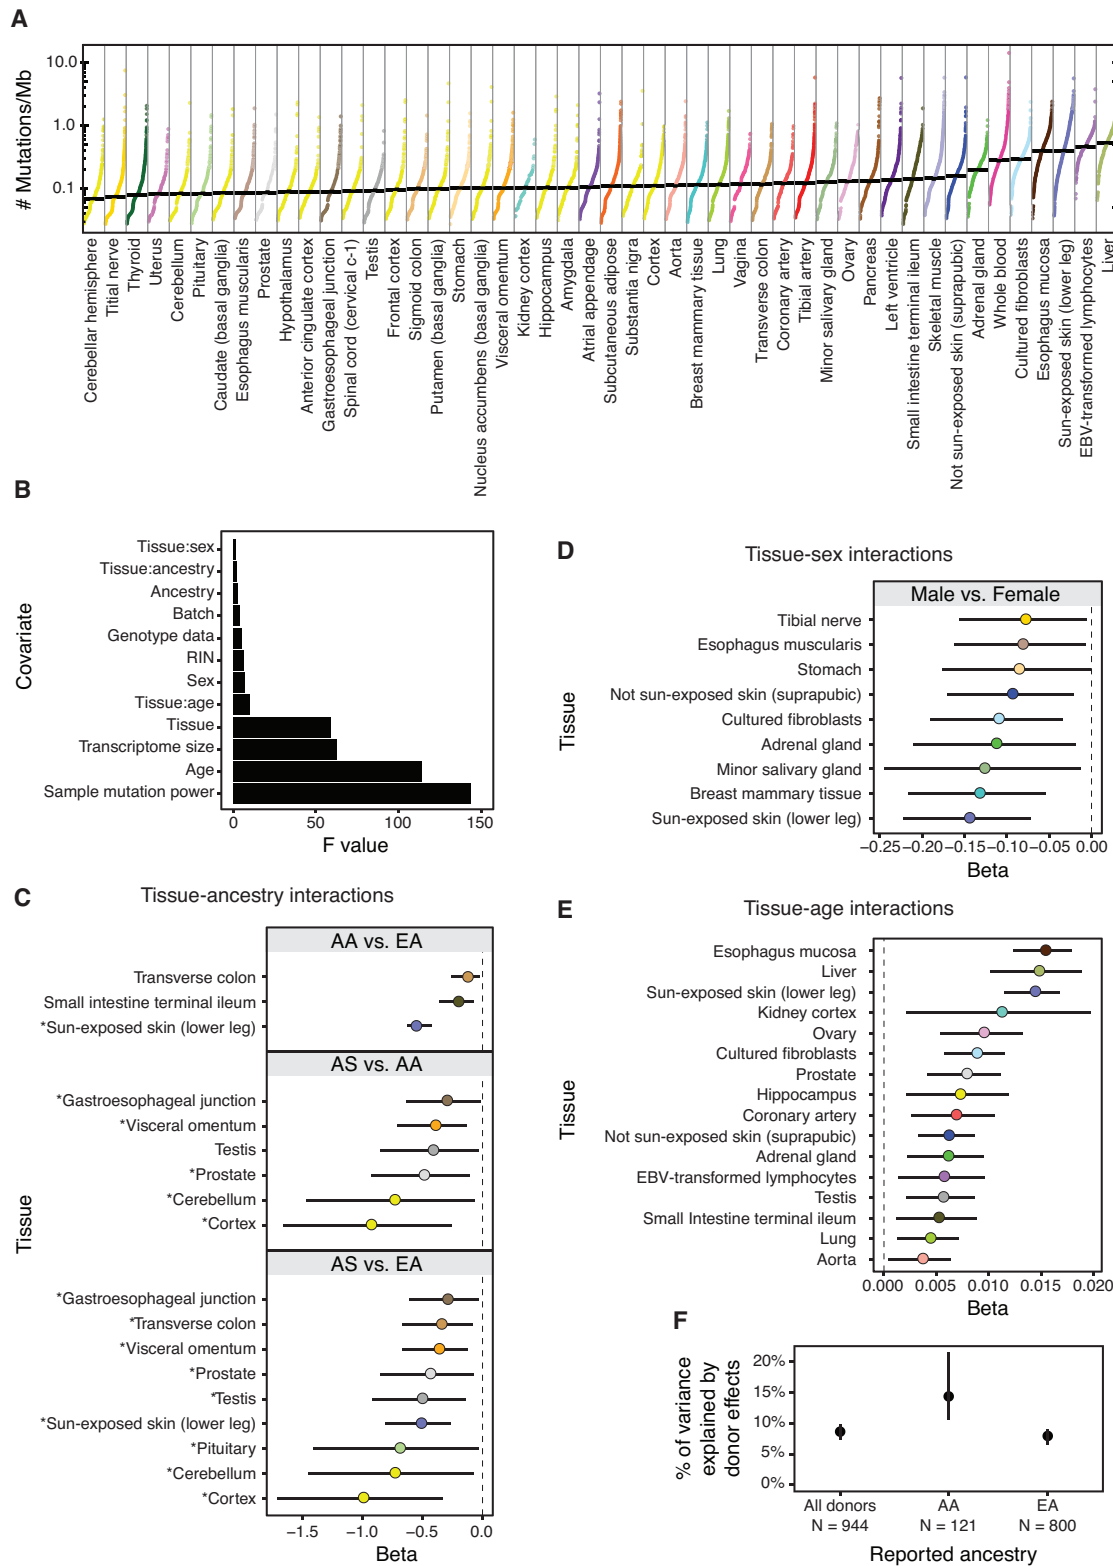 A
# Mutations/Mb
10.0
1.0
0.1
Cerebellar hemisphere
Titial nerve
Thyroid
Uterus
Cerebellum
Pituitary
Caudate (basal ganglia)
Esophagus muscularis
Prostate
Hypothalamus
Anterior cingulate cortex
Gastroesophageal junction
Spinal cord (cervical c-1)
Testis
Frontal cortex
Sigmoid colon
Putamen (basal ganglia)
Stomach
Nucleus accumbens (basal ganglia)
Visceral omentum
Kidney cortex
Hippocampus
Amygdala
Atrial appendage
Subcutaneous adipose
Substantia nigra
Cortex
Aorta
Breast mammary tissue
Lung
Vagina
Transverse colon
Coronary artery
Tibial artery
Minor salivary gland
Ovary
Pancreas
Left ventricle
Small intestine terminal ileum
Skeletal muscle
Not sun-exposed skin (suprapubic)
Adrenal gland
Whole blood
Cultured fibroblasts
Esophagus mucosa
Sun-exposed skin (lower leg)
EBV-transformed lymphocytes
Liver
B
Covariate
Tissue:sex
Tissue:ancestry
Ancestry
Batch
Genotype data
RIN
Sex
Tissue:age
Tissue
Transcriptome size
Age
Sample mutation power
0 50 100 150
F value
C
Tissue-ancestry interactions
Tissue
AA vs. EA
Transverse colon
Small intestine terminal ileum
*Sun-exposed skin (lower leg)
AS vs. AA
*Gastroesophageal junction
*Visceral omentum
Testis
*Prostate
*Cerebellum
*Cortex
AS vs. EA
*Gastroesophageal junction
*Transverse colon
*Visceral omentum
*Prostate
*Testis
*Sun-exposed skin (lower leg)
*Pituitary
*Cerebellum
*Cortex
−1.5 −1.0 −0.5 0.0
Beta
D
Tissue-sex interactions
Male vs. Female
Tissue
Tibial nerve
Esophagus muscularis
Stomach
Not sun-exposed skin (suprapubic)
Cultured fibroblasts
Adrenal gland
Minor salivary gland
Breast mammary tissue
Sun-exposed skin (lower leg)
−0.25 −0.20 −0.15 −0.10 −0.05 0.00
Beta
E
Tissue-age interactions
Tissue
Esophagus mucosa
Liver
Sun-exposed skin (lower leg)
Kidney cortex
Ovary
Cultured fibroblasts
Prostate
Hippocampus
Coronary artery
Not sun-exposed skin (suprapubic)
Adrenal gland
EBV-transformed lymphocytes
Testis
Small Intestine terminal ileum
Lung
Aorta
0.000 0.005 0.010 0.015 0.020
Beta
F
% of variance
explained by
donor effects
20%
15%
10%
5%
0%
All donors AA EA
N = 944 N = 121 N = 800
Reported ancestry